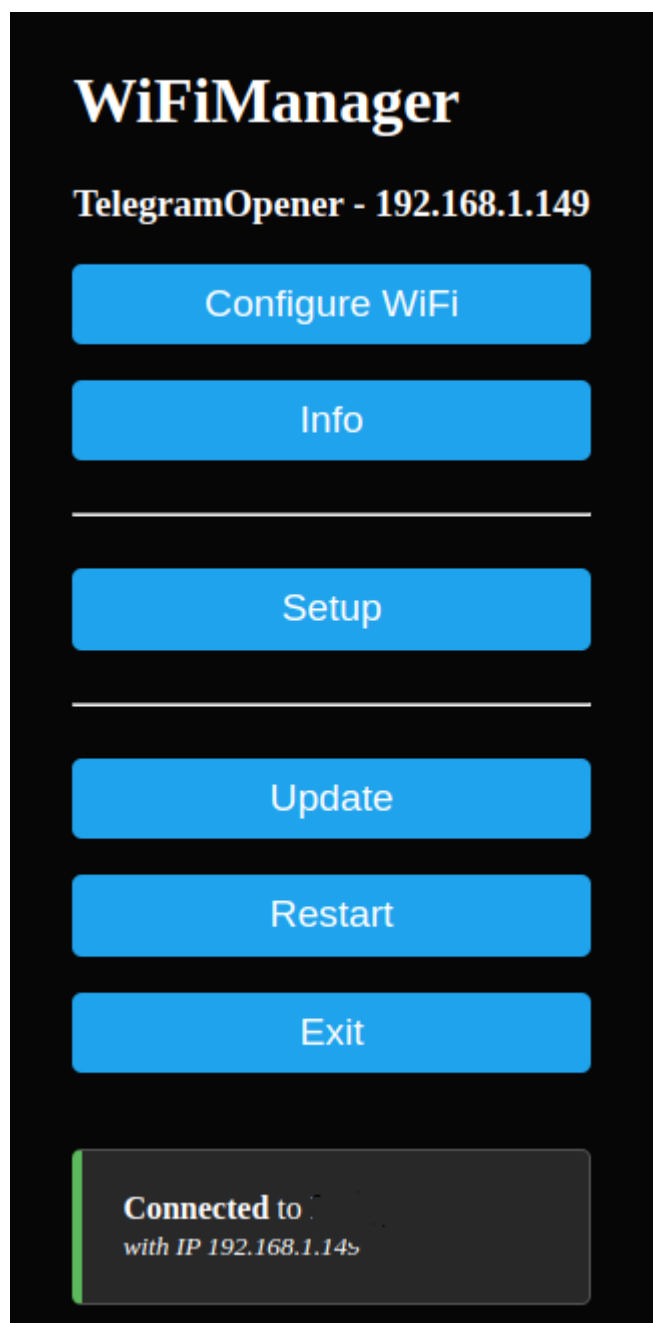 WiFiManager
TelegramOpener - 192.168.1.149
Configure WiFi
Info
Setup
Update
Restart
Exit
Connected to
with IP 192.168.1.149